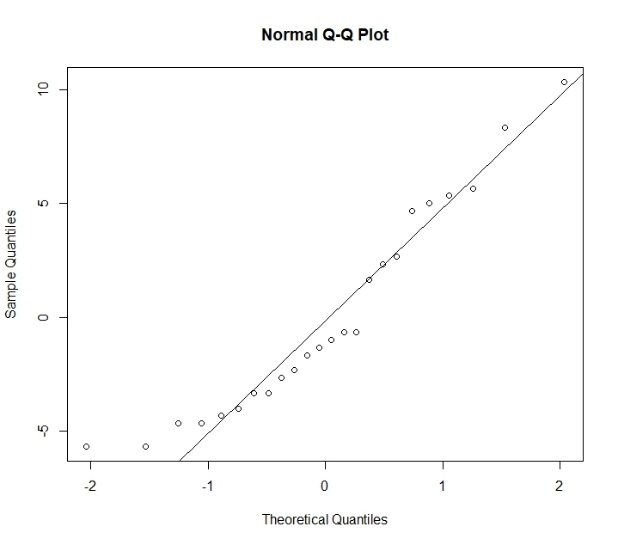 Normal Q-Q Plot
10
5
0
-5
Sample Quantiles
-2 -1 0 1 2
Theoretical Quantiles